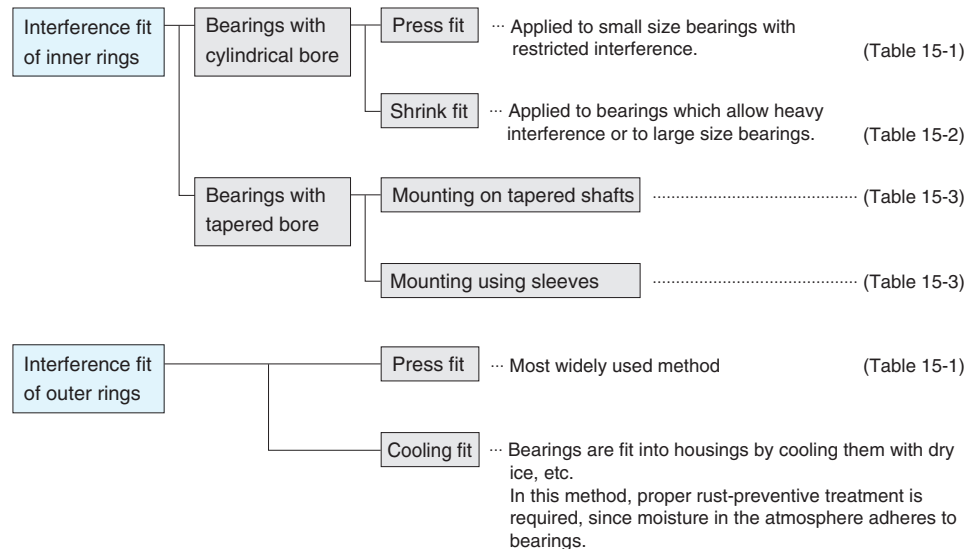 Interference fit
of inner rings
Bearings with
cylindrical bore
Press fit
··· Applied to small size bearings with
restricted interference.
(Table 15-1)
Shrink fit
··· Applied to bearings which allow heavy
interference or to large size bearings.
(Table 15-2)
Bearings with
tapered bore
Mounting on tapered shafts
············································ (Table 15-3)
Mounting using sleeves
············································ (Table 15-3)
Interference fit
of outer rings
Press fit
··· Most widely used method
(Table 15-1)
Cooling fit
··· Bearings are fit into housings by cooling them with dry
ice, etc.
In this method, proper rust-preventive treatment is
required, since moisture in the atmosphere adheres to
bearings.